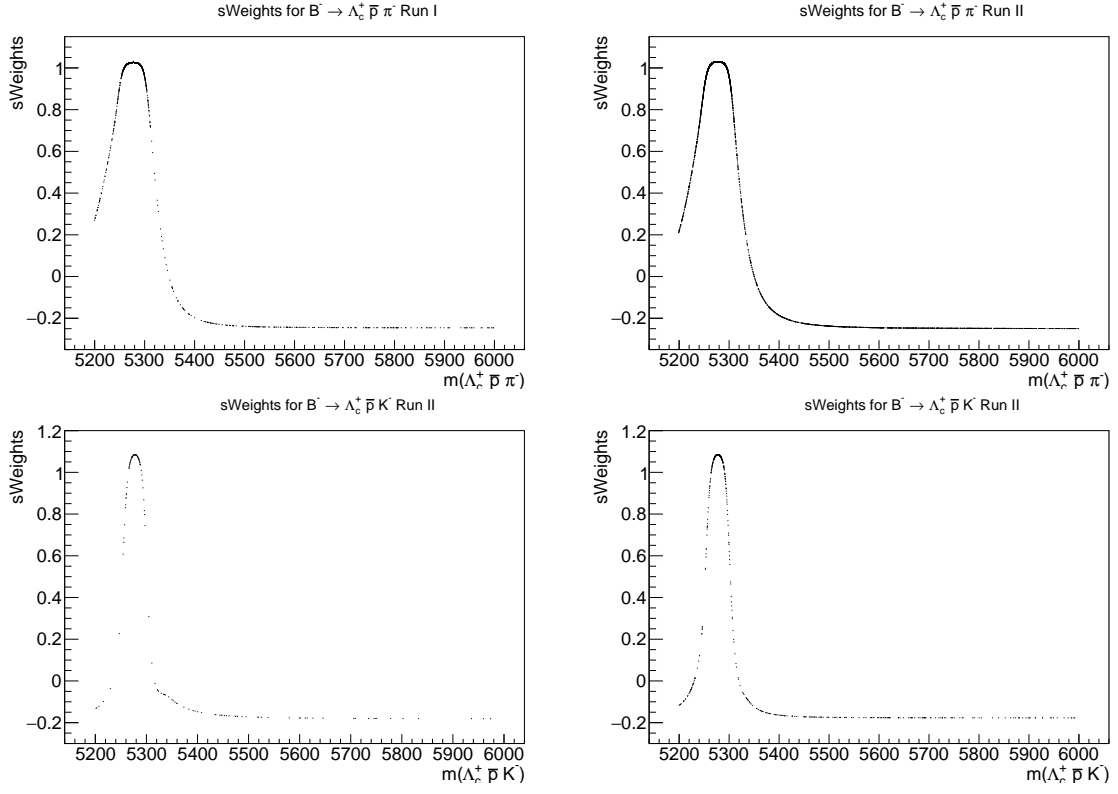 sWeights for B⁻ → Λc⁺ p̅ π⁻ Run I
sWeights
1
0.8
0.6
0.4
0.2
0
−0.2
5200 5300 5400 5500 5600 5700 5800 5900 6000
m(Λc⁺ p̅ π⁻)
sWeights for B⁻ → Λc⁺ p̅ π⁻ Run II
sWeights
1
0.8
0.6
0.4
0.2
0
−0.2
5200 5300 5400 5500 5600 5700 5800 5900 6000
m(Λc⁺ p̅ π⁻)
sWeights for B⁻ → Λc⁺ p̅ K⁻ Run II
sWeights
1.2
1
0.8
0.6
0.4
0.2
0
−0.2
5200 5300 5400 5500 5600 5700 5800 5900 6000
m(Λc⁺ p̅ K⁻)
sWeights for B⁻ → Λc⁺ p̅ K⁻ Run II
sWeights
1.2
1
0.8
0.6
0.4
0.2
0
−0.2
5200 5300 5400 5500 5600 5700 5800 5900 6000
m(Λc⁺ p̅ K⁻)